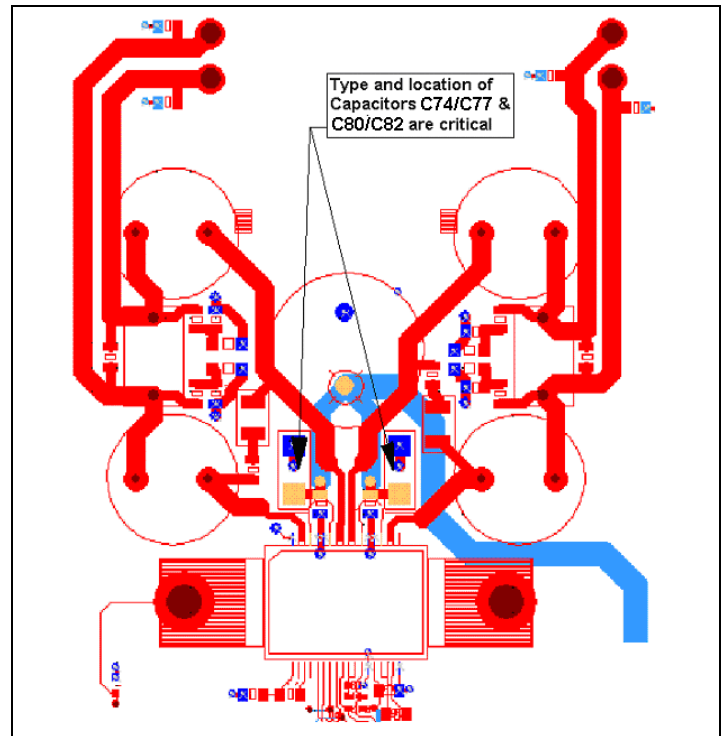 Type and location of
Capacitors C74/C77 &
C80/C82 are critical